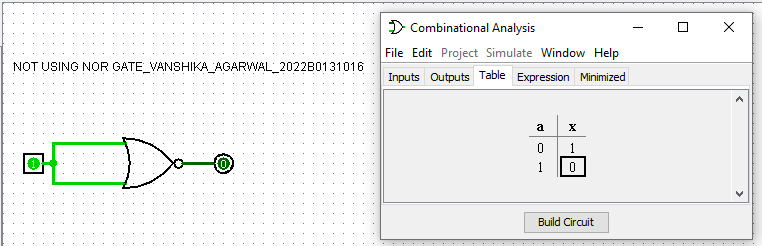 NOT USING NOR GATE_VANSHIKA_AGARWAL_2022B0131016
1
0
Combinational Analysis
File Edit Project Simulate Window Help
Inputs Outputs Table Expression Minimized
a x
0 1
1 0
Build Circuit